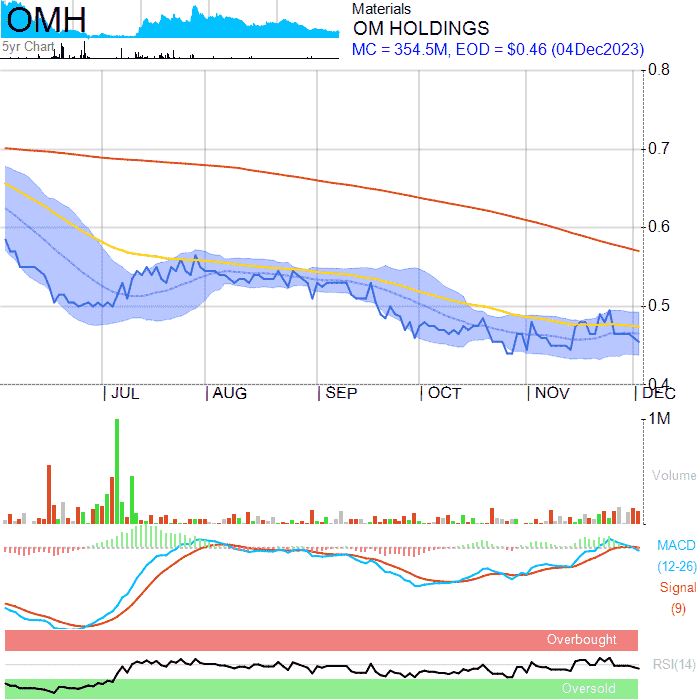 OMH
5yr Chart
Materials
OM HOLDINGS
MC = 354.5M, EOD = $0.46 (04Dec2023)
0.8
0.7
0.6
0.5
0.4
JUL AUG SEP OCT NOV DEC
1M
Volume
MACD
(12-26)
Signal
(9)
Overbought
RSI(14)
Oversold